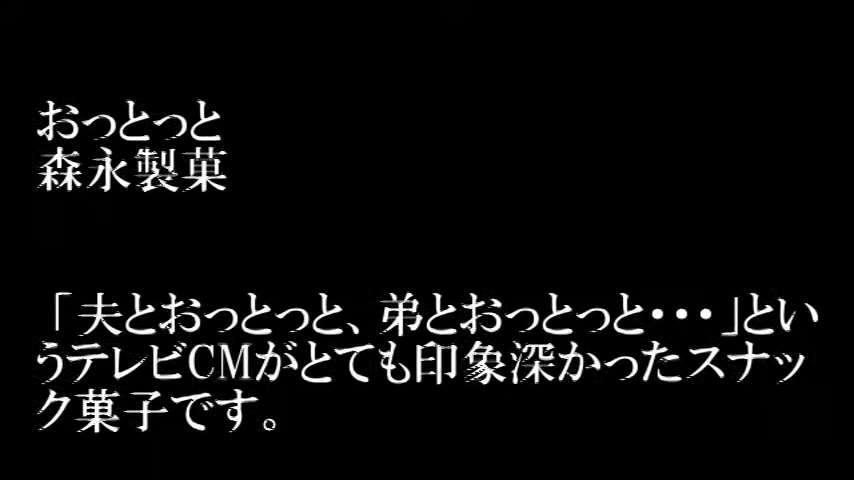 おっとっと
森永製菓
「夫とおっとっと、弟とおっとっと・・・」とい
うテレビCMがとても印象深かったスナッ
ク菓子です。